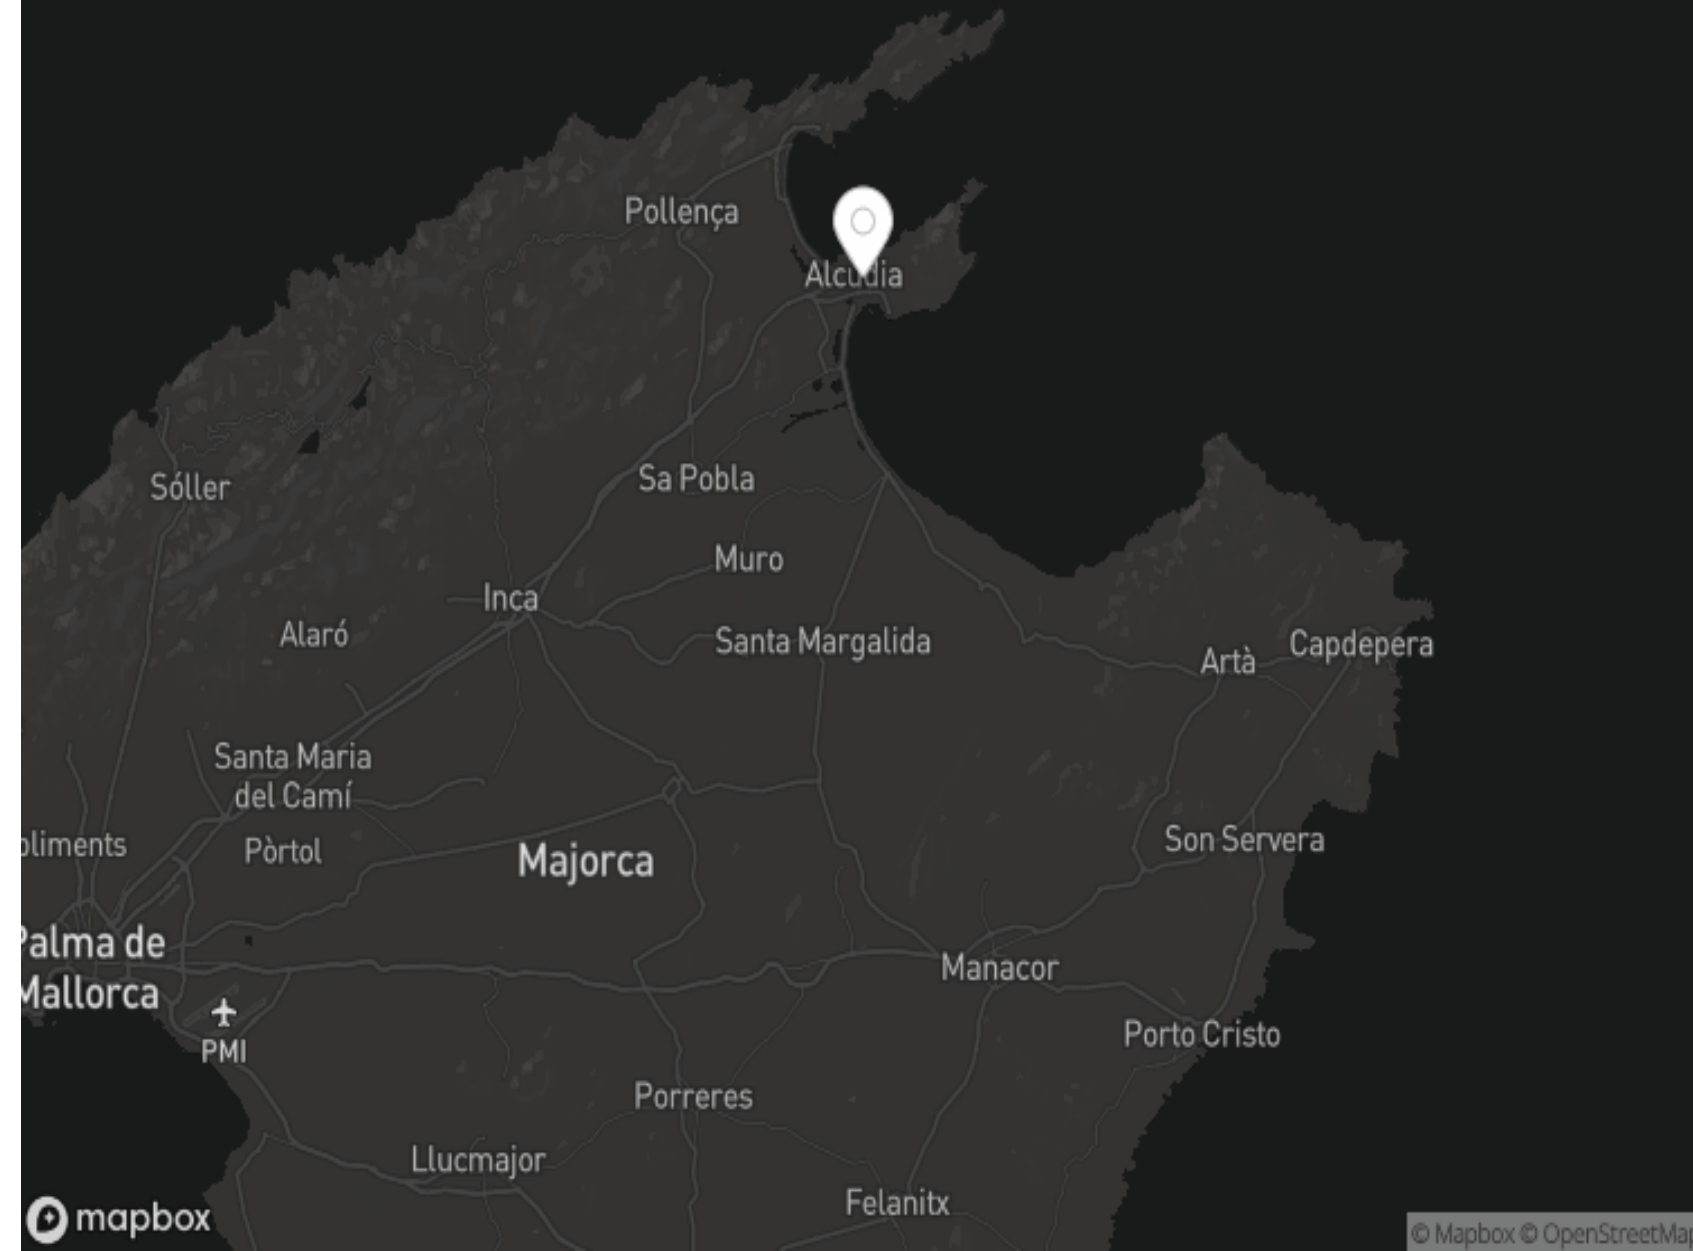 Pollença
Alcúdia
Sóller
Sa Pobla
Muro
Inca
Alaró
Santa Margalida
Artà
Capdepera
Santa Maria
del Camí
Pòrtol
oliments
Majorca
Son Servera
Palma de
Mallorca
Manacor
PMI
Porto Cristo
Porreres
Llucmajor
Felanitx
mapbox
© Mapbox © OpenStreetMap